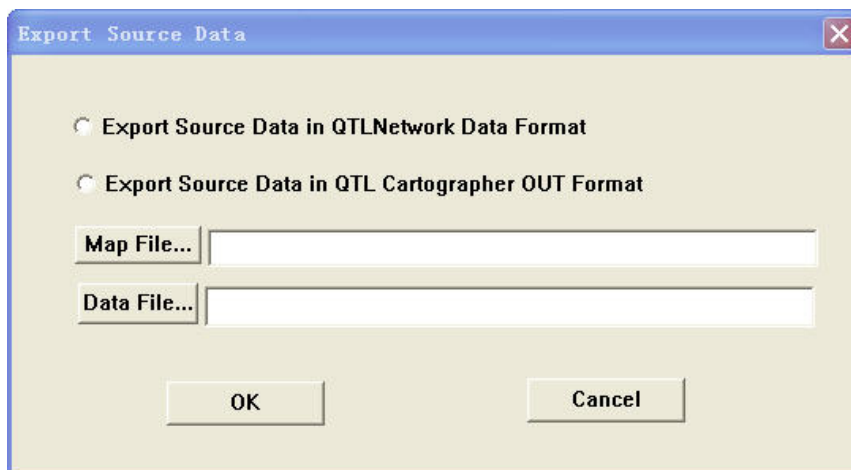 Export Source Data
Export Source Data in QTLNetwork Data Format
Export Source Data in QTL Cartographer OUT Format
Map File...
Data File...
OK
Cancel